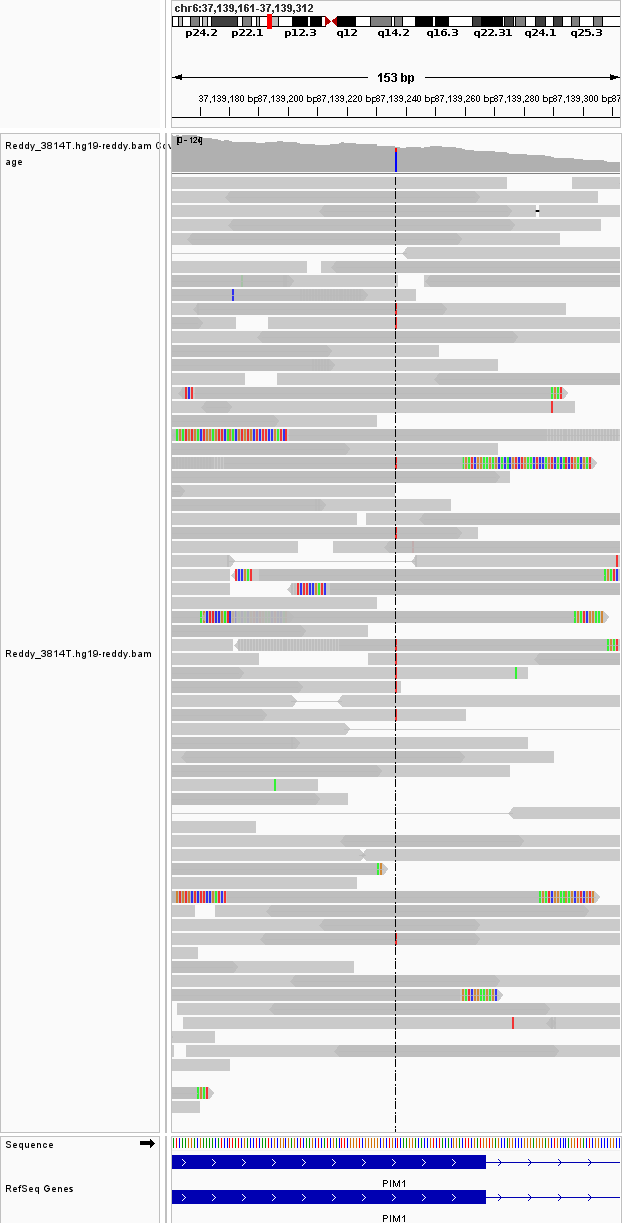 chr6:37,139,161-37,139,312
p24.2 p22.1 p12.3 q12 q14.2 q16.3 q22.31 q24.1 q25.3
153 bp
37,139,180 bp 37,139,200 bp 37,139,220 bp 37,139,240 bp 37,139,260 bp 37,139,280 bp 37,139,300 bp
Reddy_3814T.hg19-reddy.bam Cov
age
[0 - 124]
Reddy_3814T.hg19-reddy.bam
Sequence
PIM1
RefSeq Genes
PIM1